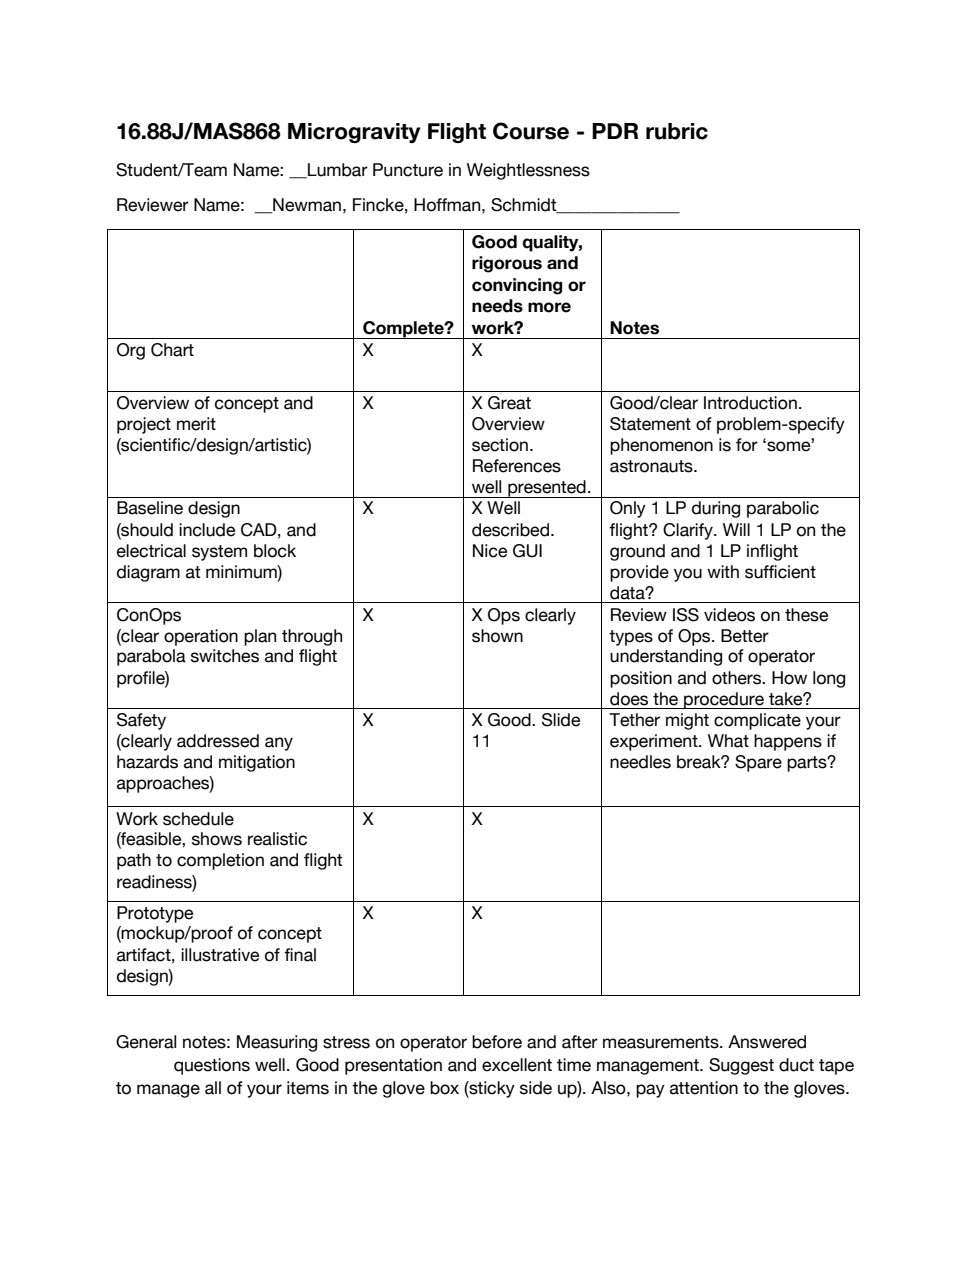 16.88J/MAS868 Microgravity Flight Course - PDR rubric
Student/Team Name: __Lumbar Puncture in Weightlessness
Reviewer Name: __Newman, Fincke, Hoffman, Schmidt_____________
Complete?
Good quality,
rigorous and
convincing or
needs more
work?
Notes
Org Chart
X
X
Overview of concept and
project merit
(scientific/design/artistic)
X
X Great
Overview
section.
References
well presented.
Good/clear Introduction.
Statement of problem-specify
phenomenon is for ‘some’
astronauts.
Baseline design
(should include CAD, and
electrical system block
diagram at minimum)
X
X Well
described.
Nice GUI
Only 1 LP during parabolic
flight? Clarify. Will 1 LP on the
ground and 1 LP inflight
provide you with sufficient
data?
ConOps
(clear operation plan through
parabola switches and flight
profile)
X
X Ops clearly
shown
Review ISS videos on these
types of Ops. Better
understanding of operator
position and others. How long
does the procedure take?
Safety
(clearly addressed any
hazards and mitigation
approaches)
X
X Good. Slide
11
Tether might complicate your
experiment. What happens if
needles break? Spare parts?
Work schedule
(feasible, shows realistic
path to completion and flight
readiness)
X
X
Prototype
(mockup/proof of concept
artifact, illustrative of final
design)
X
X
General notes: Measuring stress on operator before and after measurements. Answered
questions well. Good presentation and excellent time management. Suggest duct tape
to manage all of your items in the glove box (sticky side up). Also, pay attention to the gloves.